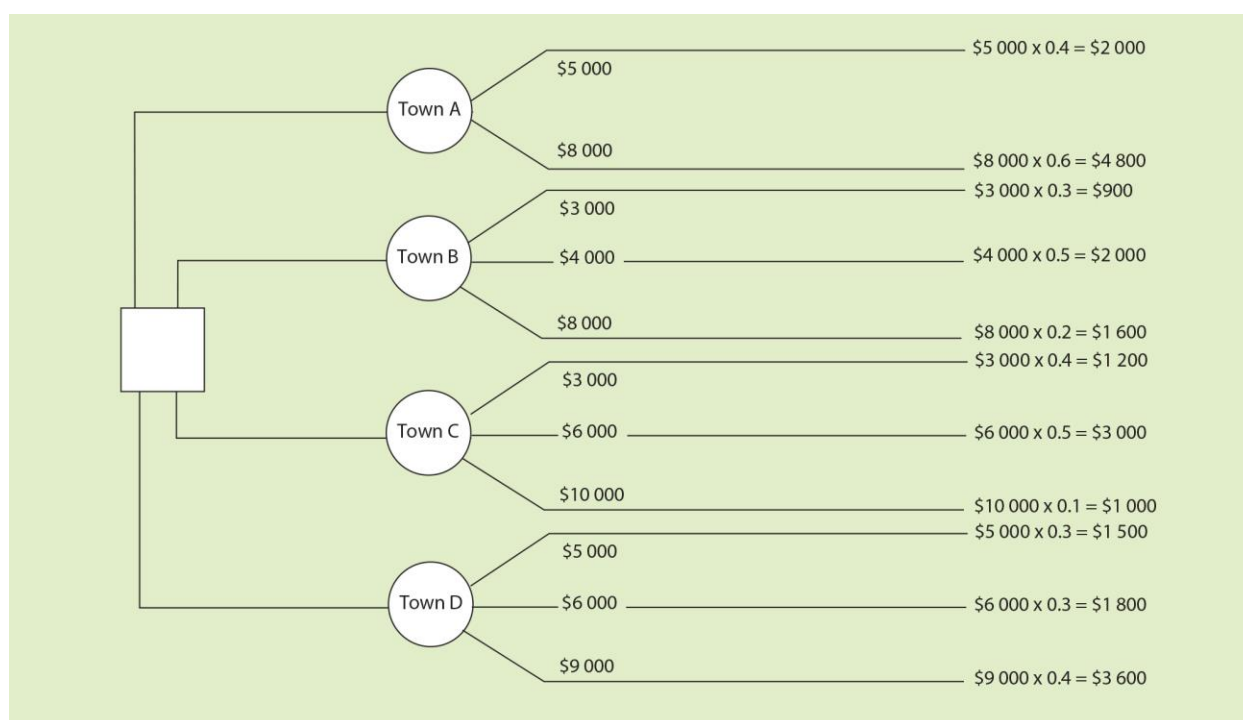 $5 000 x 0.4 = $2 000
$5 000
Town A
$8 000
$8 000 x 0.6 = $4 800
$3 000 x 0.3 = $900
$3 000
Town B
$4 000
$4 000 x 0.5 = $2 000
$8 000
$8 000 x 0.2 = $1 600
$3 000 x 0.4 = $1 200
$3 000
Town C
$6 000
$6 000 x 0.5 = $3 000
$10 000
$10 000 x 0.1 = $1 000
$5 000 x 0.3 = $1 500
$5 000
Town D
$6 000
$6 000 x 0.3 = $1 800
$9 000
$9 000 x 0.4 = $3 600